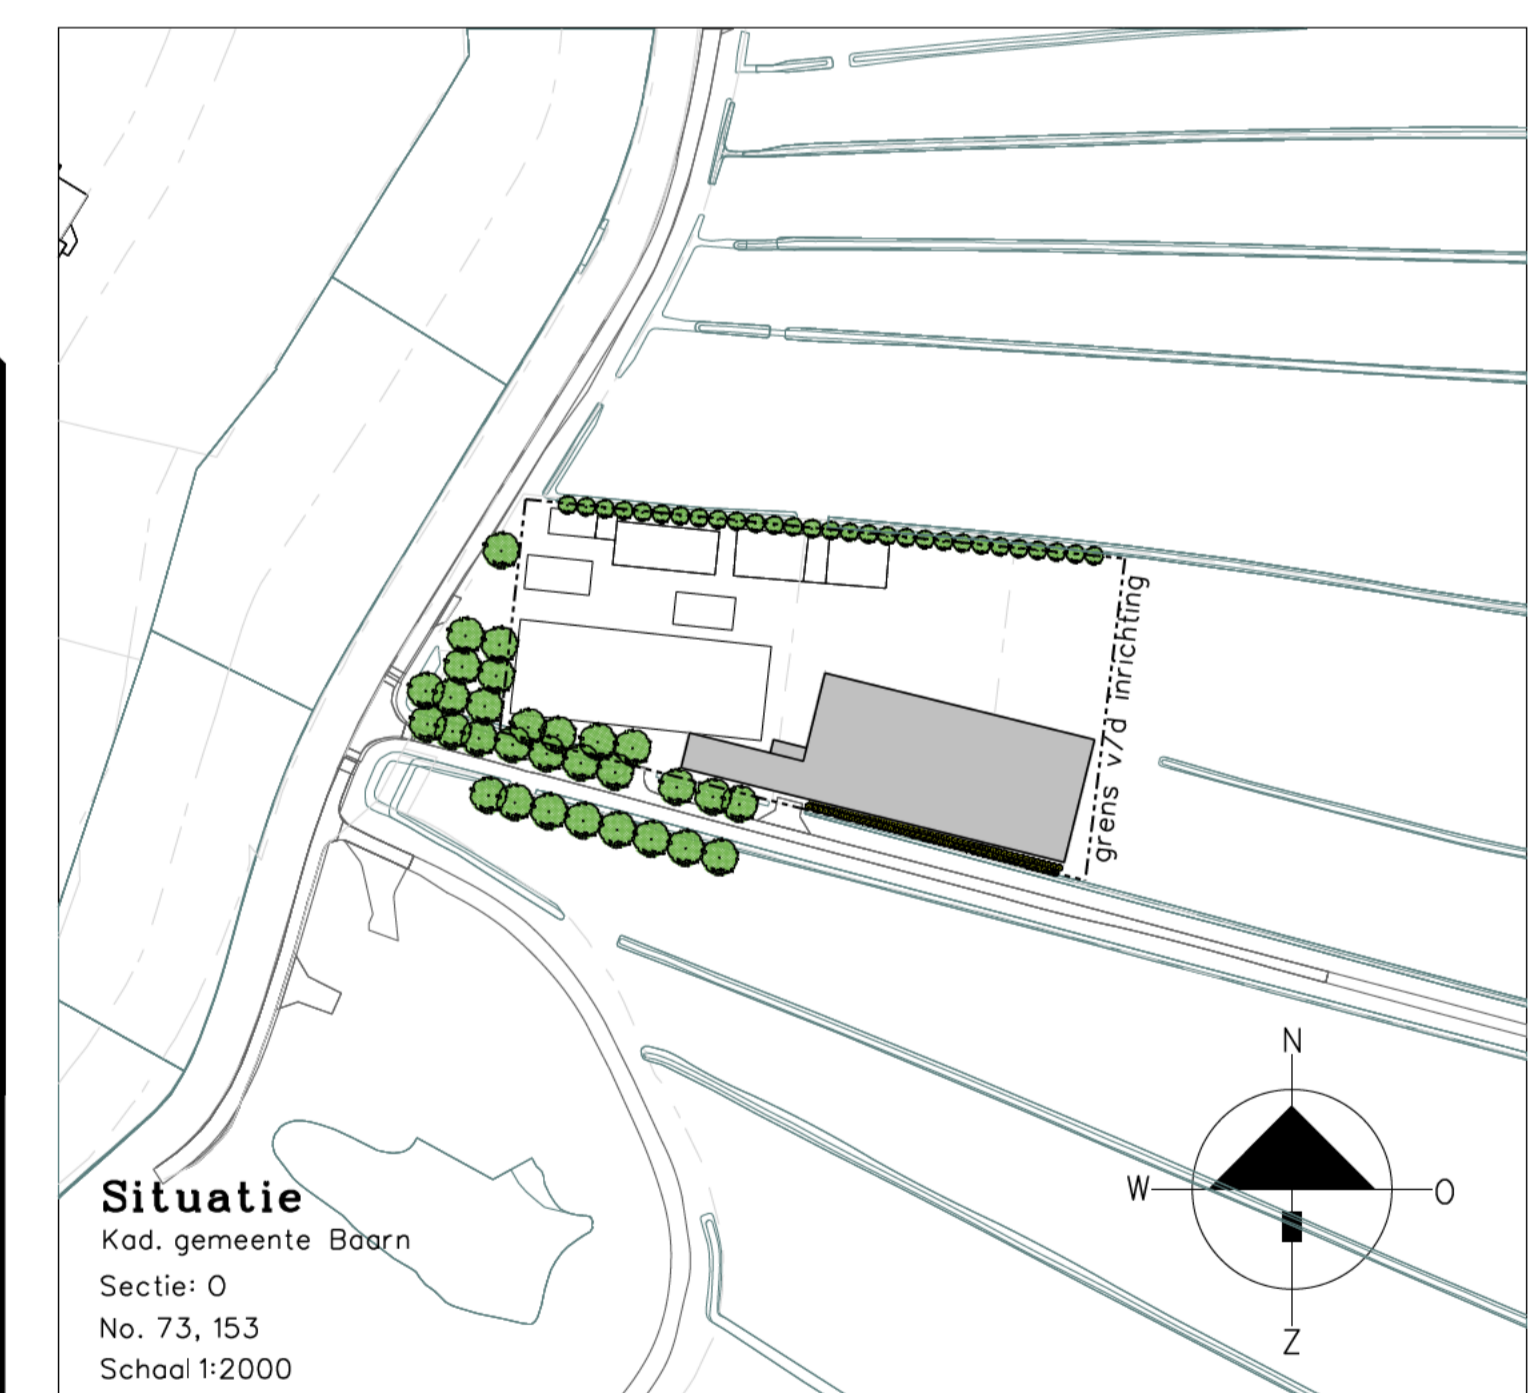 grens v/d inrichting
N
W
O
Z
Situatie
Kad. gemeente Baarn
Sectie: O
No. 73, 153
Schaal 1:2000